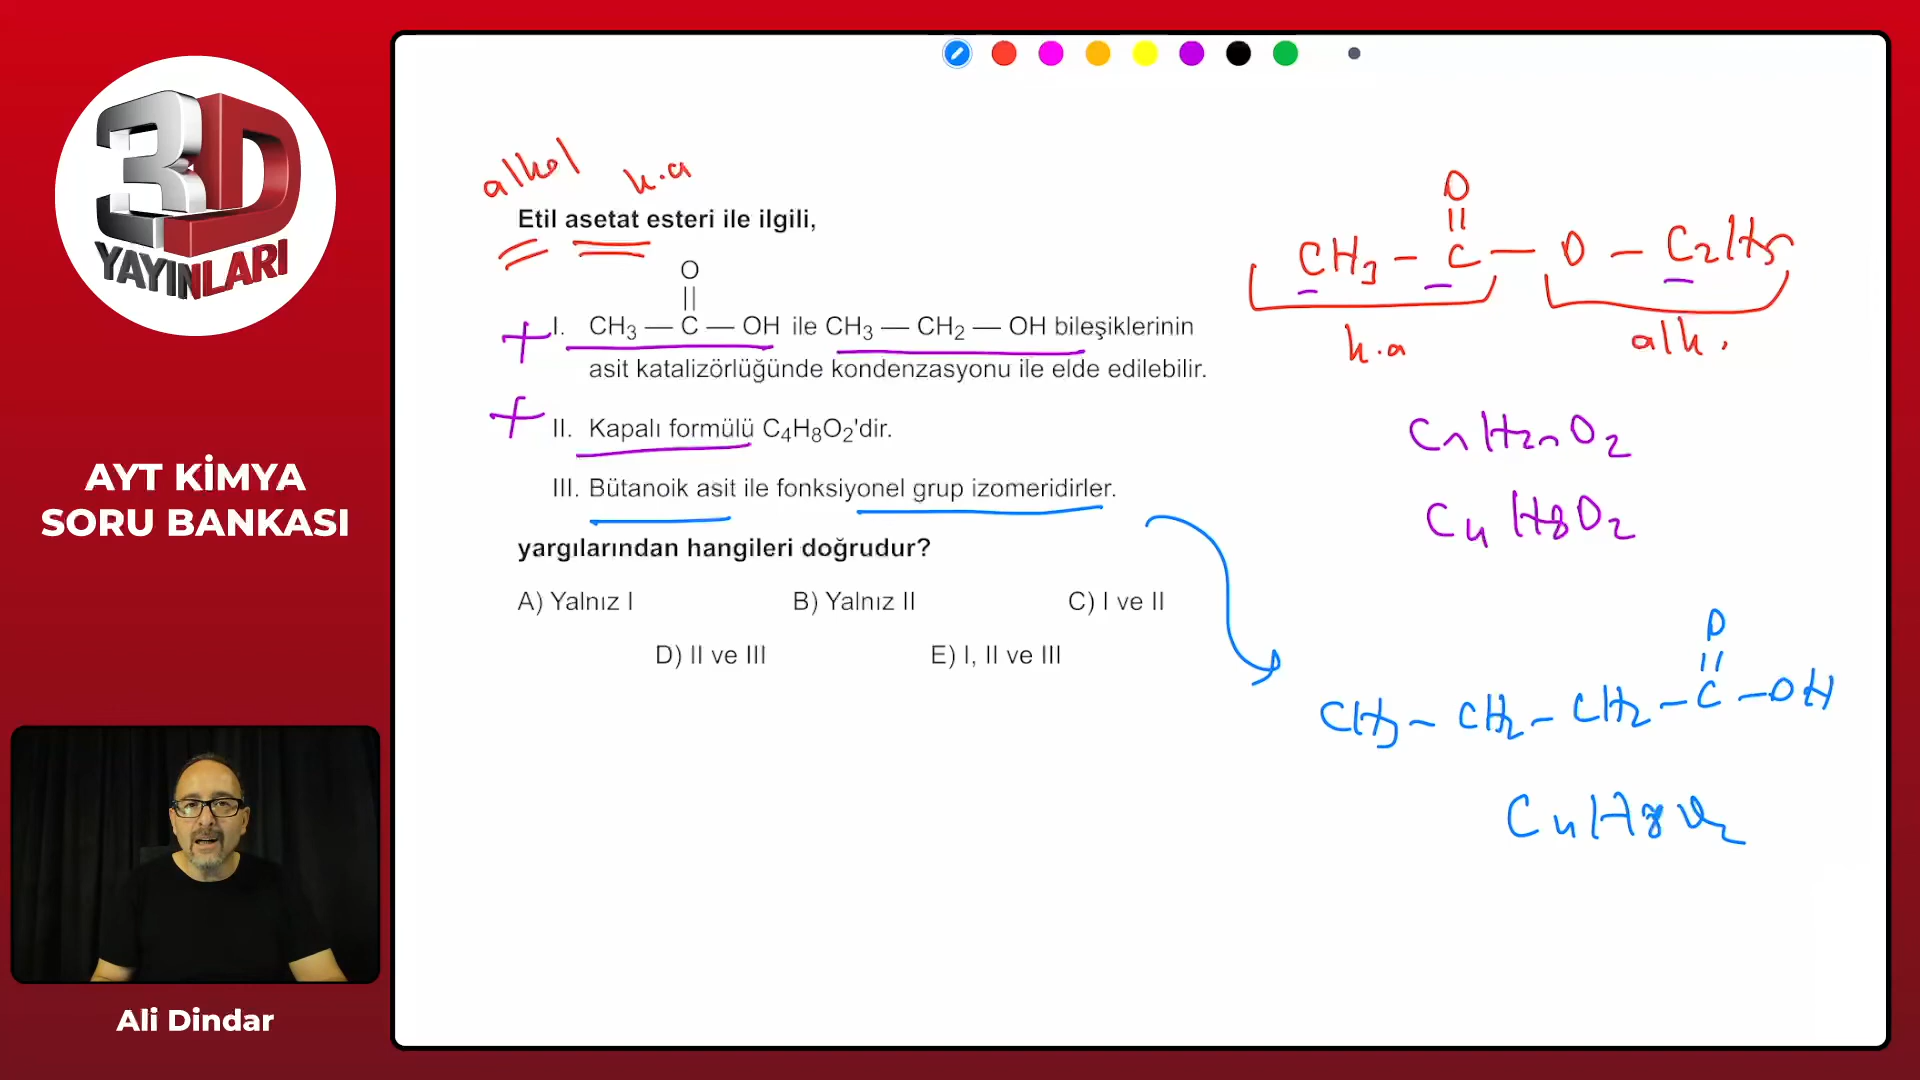 3D
YAYINLARI
AYT KİMYA
SORU BANKASI
Ali Dindar
alkol k.a
Etil asetat esteri ile ilgili,
O
||
I. CH₃ — C — OH ile CH₃ — CH₂ — OH bileşiklerinin
asit katalizörlüğünde kondenzasyonu ile elde edilebilir.
II. Kapalı formülü C₄H₈O₂'dir.
III. Bütanoik asit ile fonksiyonel grup izomeridirler.
yargılarından hangileri doğrudur?
A) Yalnız I B) Yalnız II C) I ve II
D) II ve III E) I, II ve III
O
||
CH₃ – C – O – C₂H₅
k.a alk.
CnH2nO₂
C₄H₈O₂
O
||
CH₃ – CH₂ – CH₂ – C – OH
C₄H₈O₂